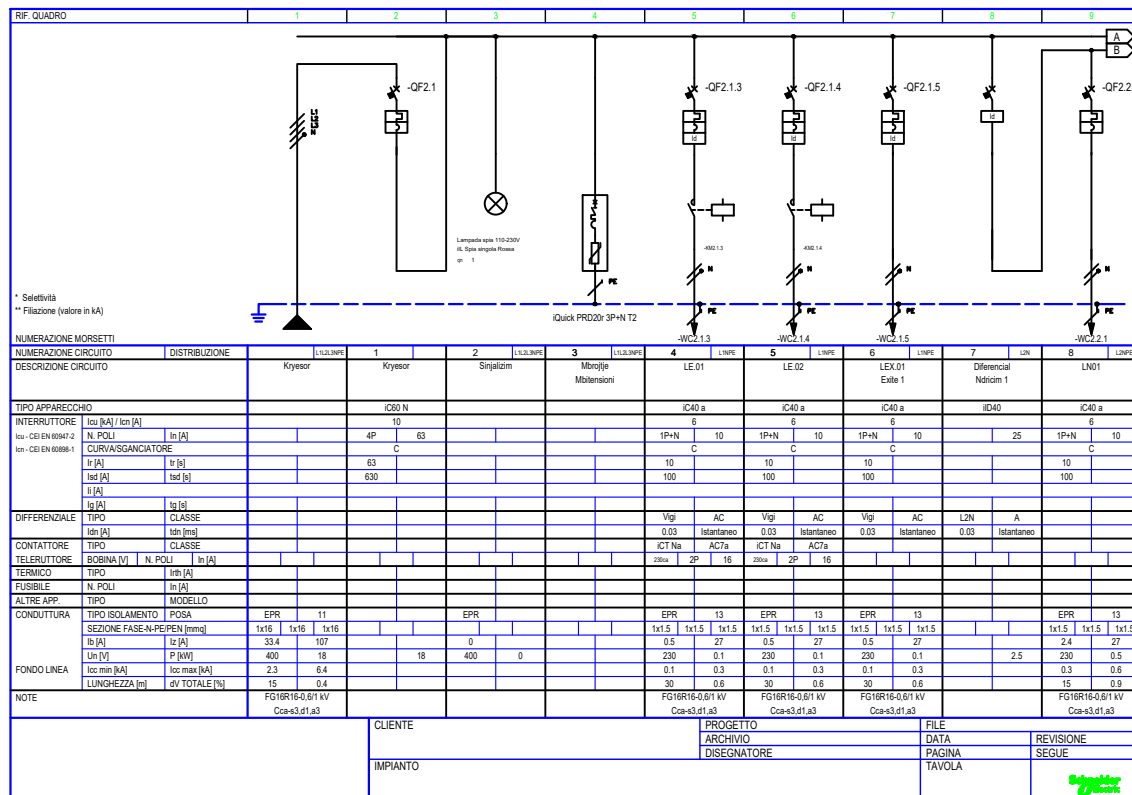 RIF. QUADRO 1 2 3 4 5 6 7 8 9
A
B
-QF2.1 -QF2.1.3 -QF2.1.4 -QF2.1.5 -QF2.2
Id Id Id Id
N
Lampada spia 110-230V
iIL Spia singola Rossa
qn 1
-KM2.1.3 -KM2.1.4
N N N N
PE
* Selettività
** Filiazione (valore in kA)
iQuick PRD20r 3P+N T2
PE PE PE PE
NUMERAZIONE MORSETTI -WC2.1.3 -WC2.1.4 -WC2.1.5 -WC2.2.1
NUMERAZIONE CIRCUITO DISTRIBUZIONE L1L2L3NPE 1 2 L1L2L3NPE 3 L1L2L3NPE 4 L1NPE 5 L1NPE 6 L1NPE 7 L2N 8 L2NPE
DESCRIZIONE CIRCUITO Kryesor Kryesor Sinjalizim Mbrojtje LE.01 LE.02 LEX.01 Diferencial LN01
Mbitensioni Exite 1 Ndricim 1
TIPO APPARECCHIO iC60 N iC40 a iC40 a iC40 a iID40 iC40 a
INTERRUTTORE Icu [kA] / Icn [A] 10 6 6 6 6
Icu - CEI EN 60947-2 N. POLI In [A] 4P 63 1P+N 10 1P+N 10 1P+N 10 25 1P+N 10
Icn - CEI EN 60898-1 CURVA/SGANCIATORE C C C C C
Ir [A] tr [s] 63 10 10 10 10
Isd [A] tsd [s] 630 100 100 100 100
Ii [A]
Ig [A] tg [s]
DIFFERENZIALE TIPO CLASSE Vigi AC Vigi AC Vigi AC L2N A
Idn [A] tdn [ms] 0.03 Istantaneo 0.03 Istantaneo 0.03 Istantaneo 0.03 Istantaneo
CONTATTORE TIPO CLASSE iCT Na AC7a iCT Na AC7a
TELERUTTORE BOBINA [V] N. POLI In [A] 230ca 2P 16 230ca 2P 16
TERMICO TIPO Irth [A]
FUSIBILE N. POLI In [A]
ALTRE APP. TIPO MODELLO
CONDUTTURA TIPO ISOLAMENTO POSA EPR 11 EPR EPR 13 EPR 13 EPR 13 EPR 13
SEZIONE FASE-N-PE/PEN [mmq] 1x16 1x16 1x16 1x1.5 1x1.5 1x1.5 1x1.5 1x1.5 1x1.5 1x1.5 1x1.5 1x1.5 1x1.5 1x1.5 1x1.5
Ib [A] Iz [A] 33.4 107 0 0.5 27 0.5 27 0.5 27 2.4 27
Un [V] P [kW] 400 18 18 400 0 230 0.1 230 0.1 230 0.1 2.5 230 0.5
FONDO LINEA Icc min [kA] Icc max [kA] 2.3 6.4 0.1 0.3 0.1 0.3 0.1 0.3 0.3 0.6
LUNGHEZZA [m] dV TOTALE [%] 15 0.4 30 0.6 30 0.6 30 0.6 15 0.9
NOTE FG16R16-0,6/1 kV FG16R16-0,6/1 kV FG16R16-0,6/1 kV FG16R16-0,6/1 kV FG16R16-0,6/1 kV
Cca-s3,d1,a3 Cca-s3,d1,a3 Cca-s3,d1,a3 Cca-s3,d1,a3 Cca-s3,d1,a3
CLIENTE PROGETTO FILE
ARCHIVIO DATA REVISIONE
DISEGNATORE PAGINA SEGUE
IMPIANTO TAVOLA
Schneider
Electric